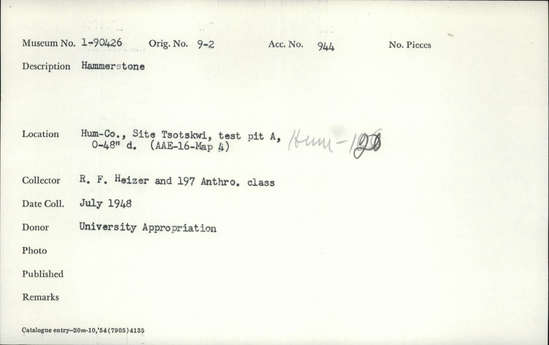 Museum No. 1-90426 Orig. No. 9-2 Acc. No. 944 No. Pieces
Description Hammerstone
Location Hum-Co., Site Tsotskwi, test pit A,
0-48" d. (AAE-16-Map 4) Hum-120
Collector R. F. Heizer and 197 Anthro. class
Date Coll. July 1948
Donor University Appropriation
Photo
Published
Remarks
Catalogue entry—20m-10,'54(7905)4135